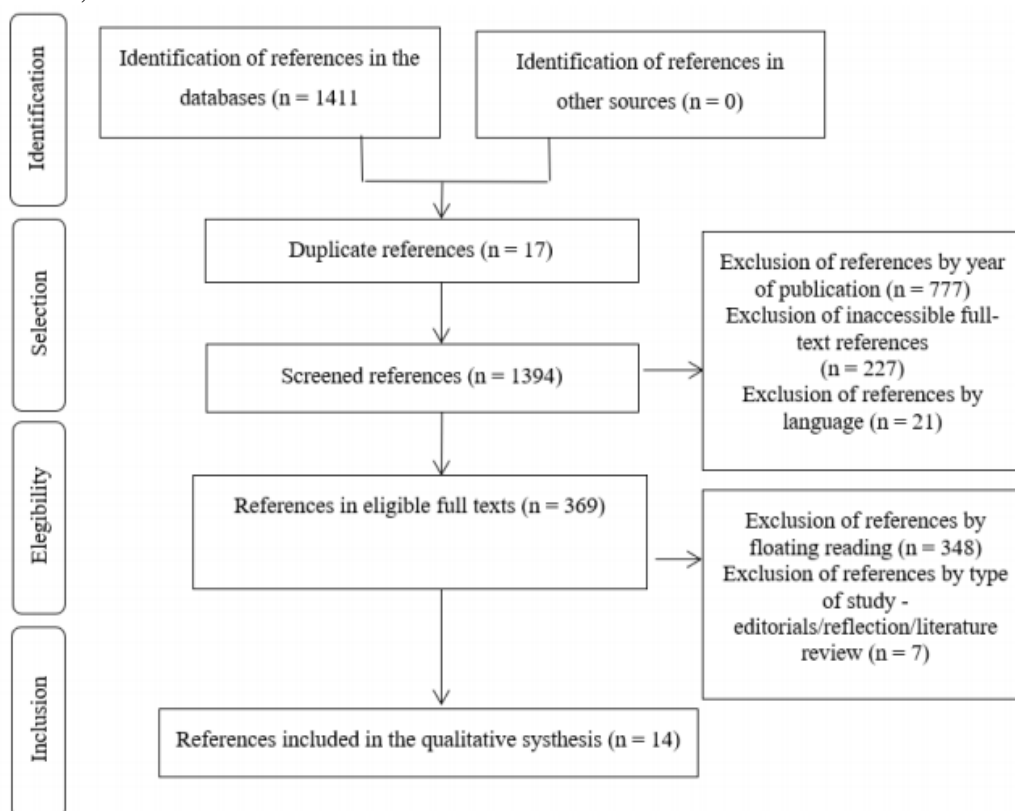 Identification
Identification of references in the
databases (n = 1411
Identification of references in
other sources (n = 0)
Selection
Duplicate references (n = 17)
Screened references (n = 1394)
Exclusion of references by year
of publication (n = 777)
Exclusion of inaccessible full-
text references
(n = 227)
Exclusion of references by
language (n = 21)
Elegibility
References in eligible full texts (n = 369)
Exclusion of references by
floating reading (n = 348)
Exclusion of references by type
of study -
editorials/reflection/literature
review (n = 7)
Inclusion
References included in the qualitative systhesis (n = 14)